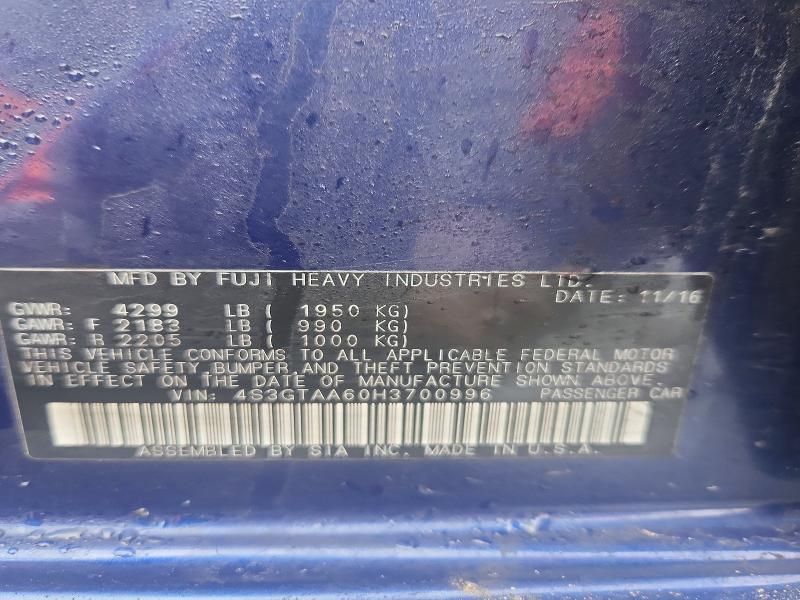 MFD BY FUJI HEAVY INDUSTRIES LTD.
DATE: 11/16
GVWR: 4299 LB ( 1950 KG)
GAWR: F 2183 LB ( 990 KG)
GAWR: R 2205 LB ( 1000 KG)
THIS VEHICLE CONFORMS TO ALL APPLICABLE FEDERAL MOTOR
VEHICLE SAFETY, BUMPER, AND THEFT PREVENTION STANDARDS
IN EFFECT ON THE DATE OF MANUFACTURE SHOWN ABOVE.
VIN: 4S3GTAA60H3700996 PASSENGER CAR
ASSEMBLED BY SIA INC. MADE IN U.S.A.